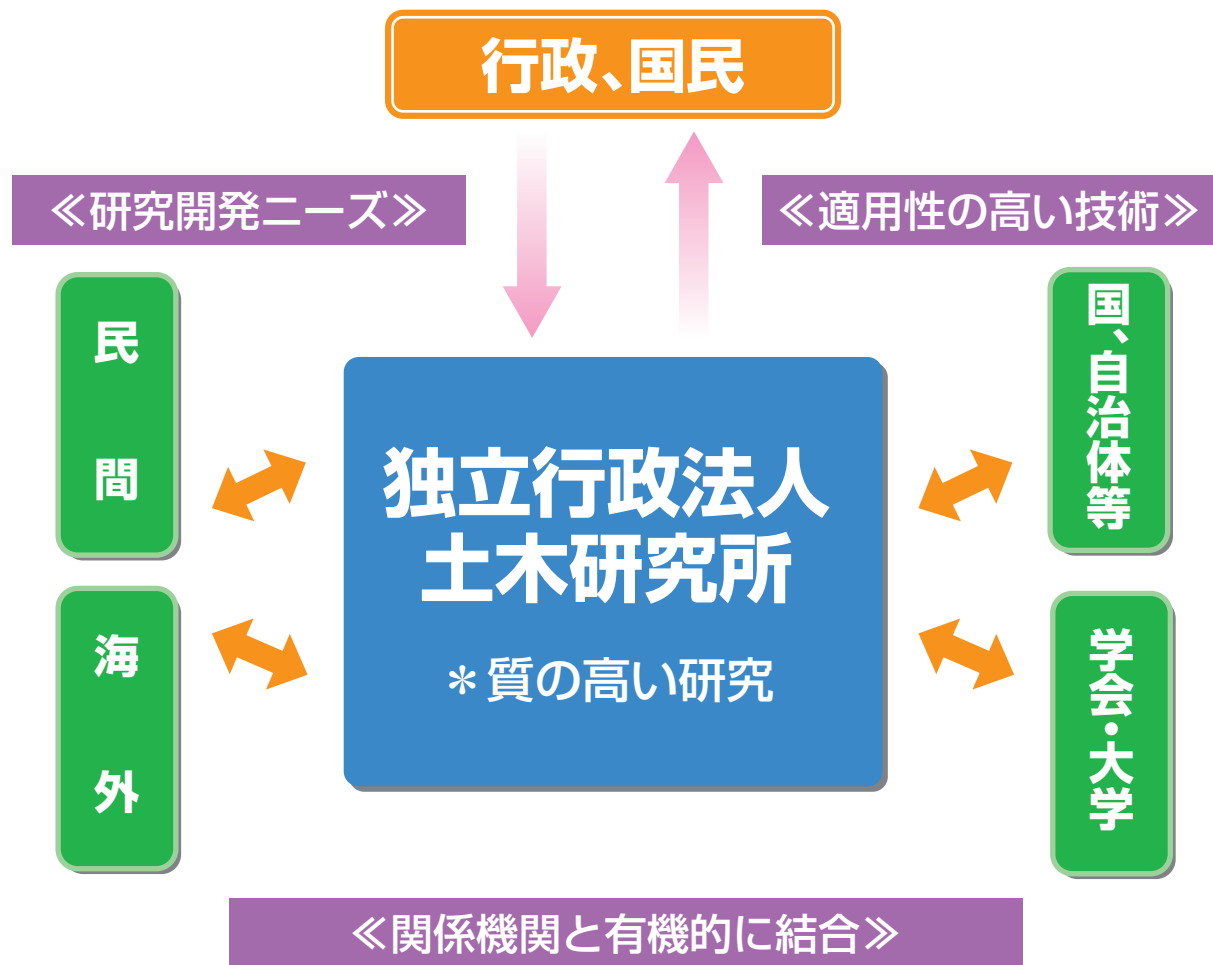 行政、国民
≪研究開発ニーズ≫
≪適用性の高い技術≫
民間
国、自治体等
独立行政法人
土木研究所
＊質の高い研究
海外
学会・大学
≪関係機関と有機的に結合≫